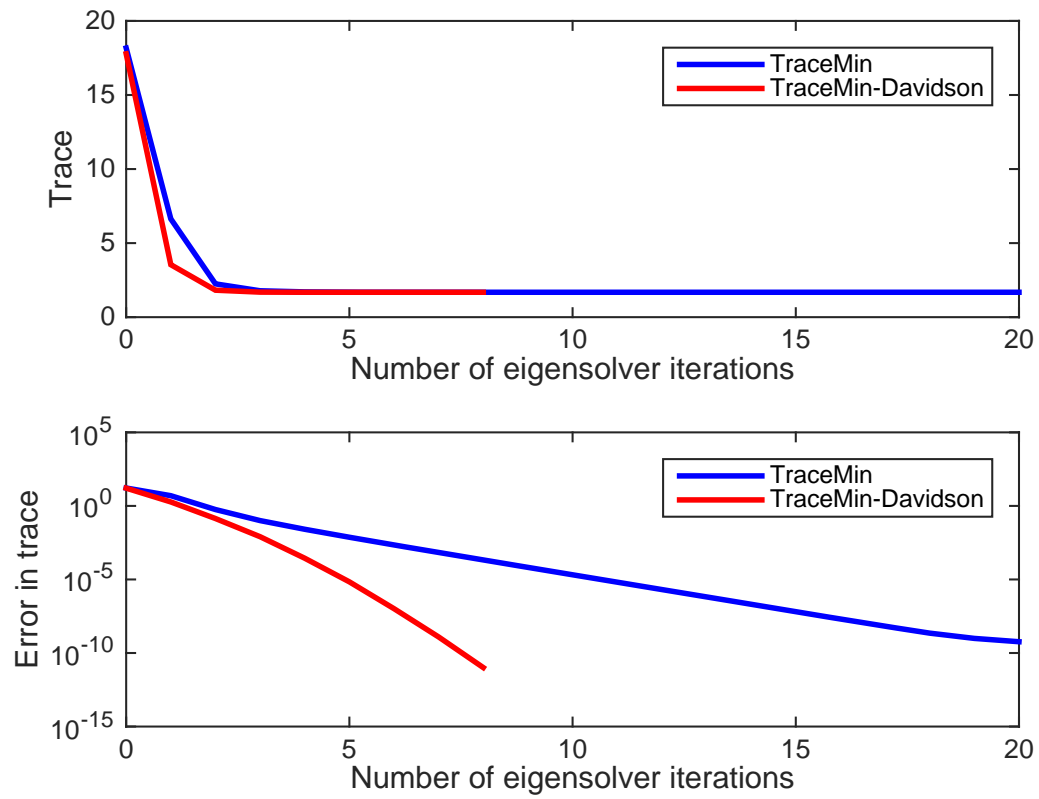 20
15
10
5
0
Trace
TraceMin
TraceMin-Davidson
0
5
10
15
20
Number of eigensolver iterations
10^5
10^0
10^-5
10^-10
10^-15
Error in trace
TraceMin
TraceMin-Davidson
0
5
10
15
20
Number of eigensolver iterations